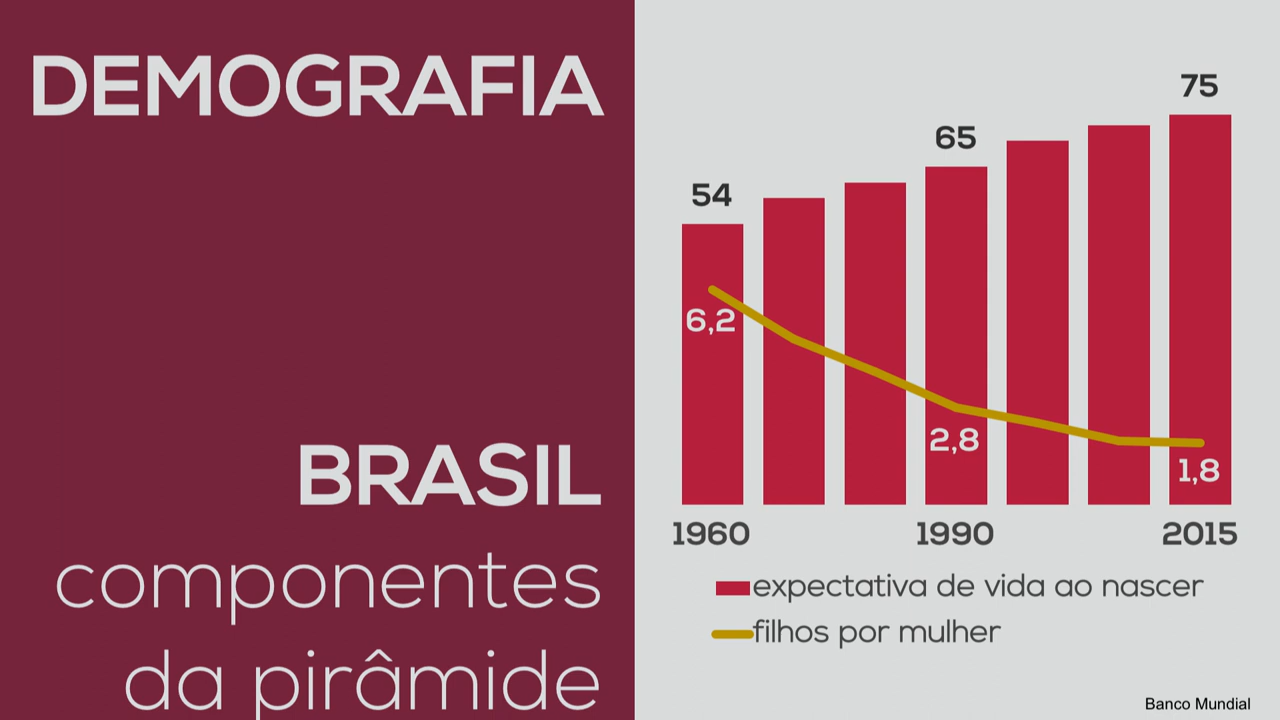 DEMOGRAFIA
BRASIL
componentes
da pirâmide
75
65
54
6,2
2,8
1,8
1960 1990 2015
expectativa de vida ao nascer
filhos por mulher
Banco Mundial